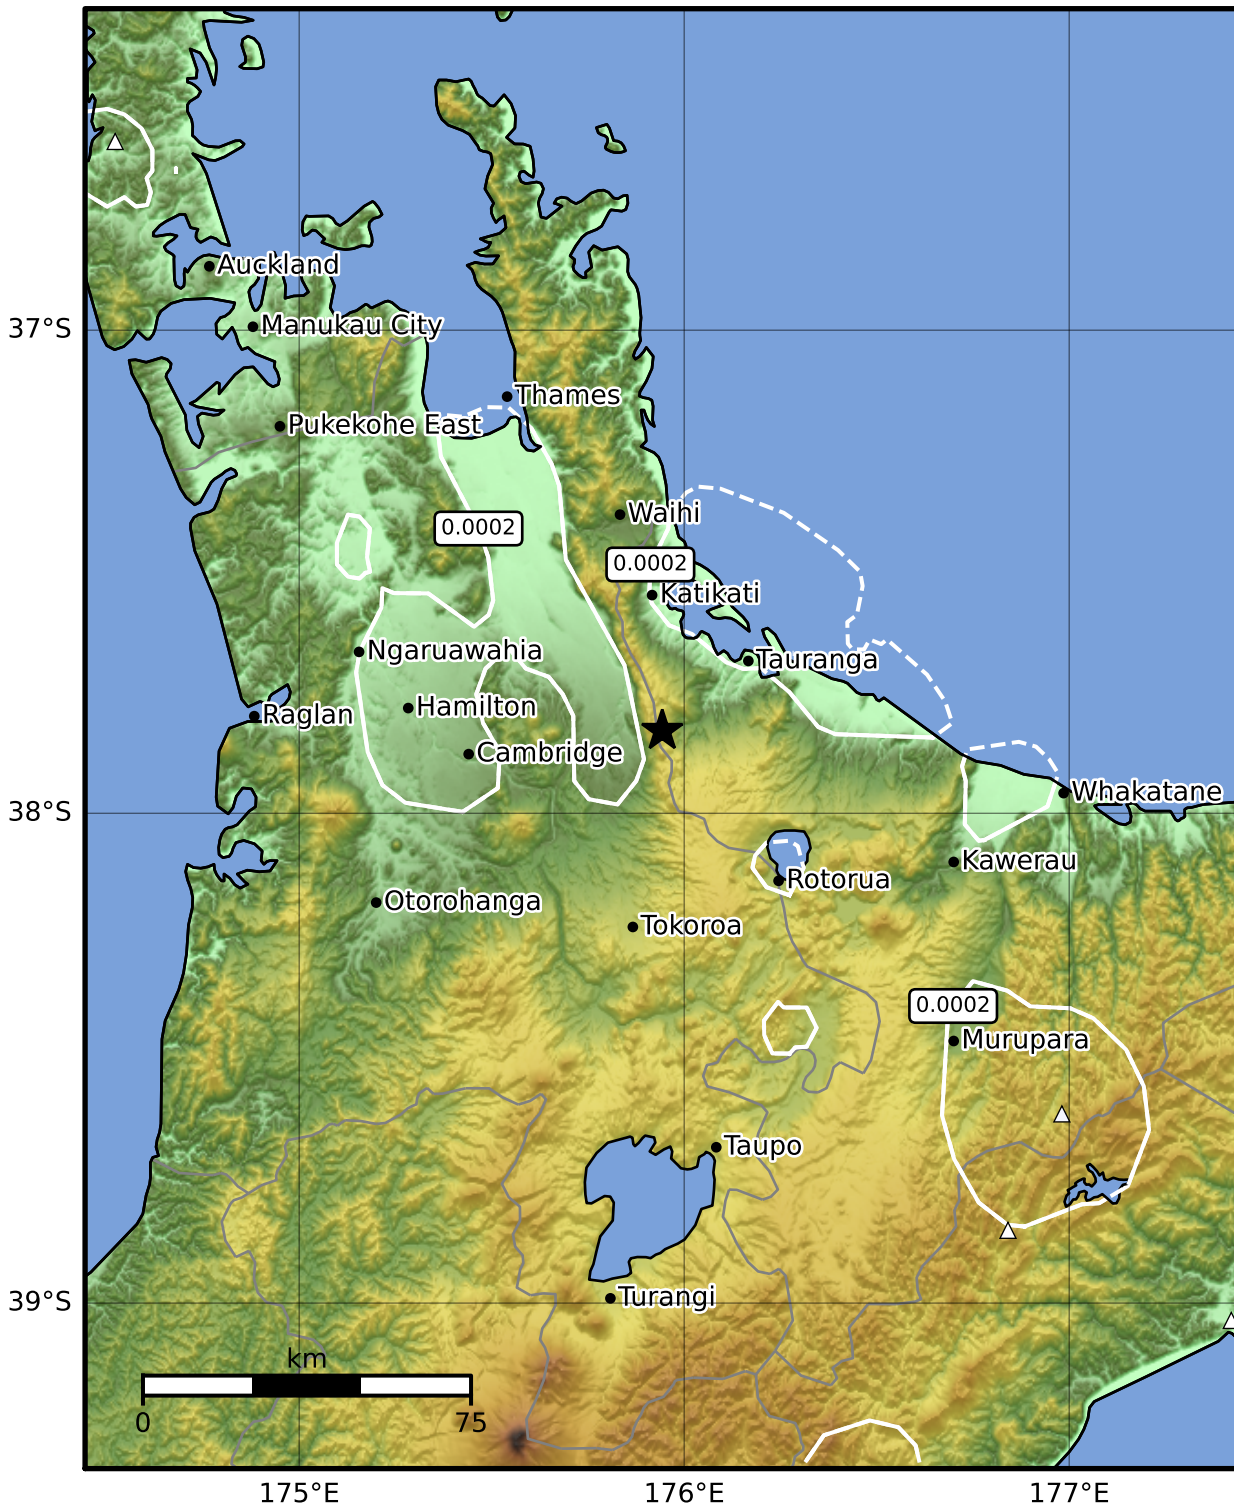 Auckland
37°S
Manukau City
Thames
Pukekohe East
Waihi
0.0002
0.0002
Katikati
Ngaruawahia
Tauranga
Raglan
Hamilton
Cambridge
Whakatane
38°S
Kawerau
Rotorua
Otorohanga
Tokoroa
0.0002
Murupara
Taupo
Turangi
39°S
km
0
75
175°E
176°E
177°E